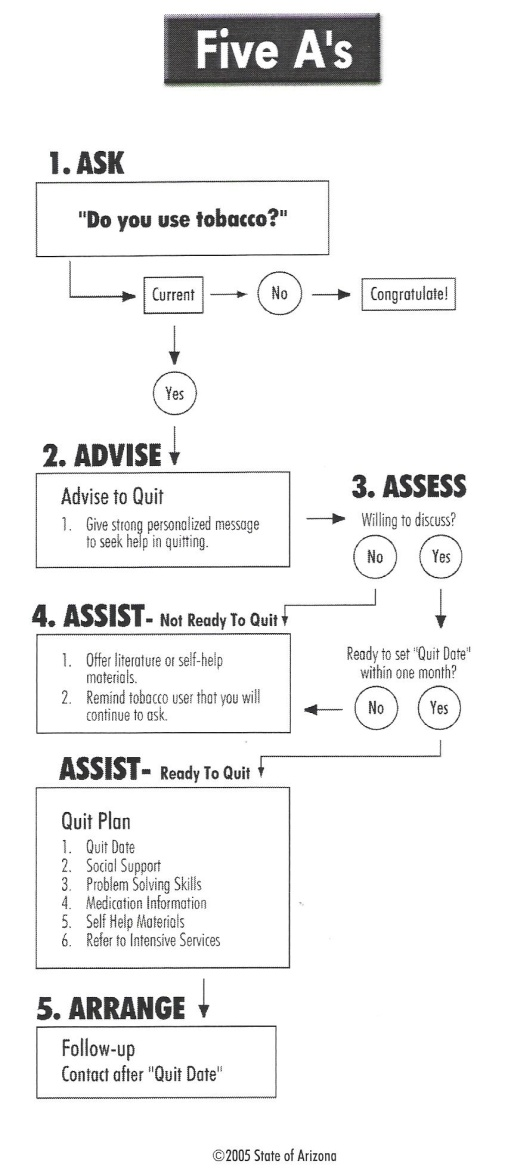 Five A's
1. ASK
"Do you use tobacco?"
Current
No
Congratulate!
Yes
2. ADVISE
Advise to Quit
1. Give strong personalized message
to seek help in quitting.
3. ASSESS
Willing to discuss?
No
Yes
4. ASSIST- Not Ready To Quit
1. Offer literature or self-help
materials.
2. Remind tobacco user that you will
continue to ask.
Ready to set "Quit Date"
within one month?
No
Yes
ASSIST- Ready To Quit
Quit Plan
1. Quit Date
2. Social Support
3. Problem Solving Skills
4. Medication Information
5. Self Help Materials
6. Refer to Intensive Services
5. ARRANGE
Follow-up
Contact after "Quit Date"
©2005 State of Arizona